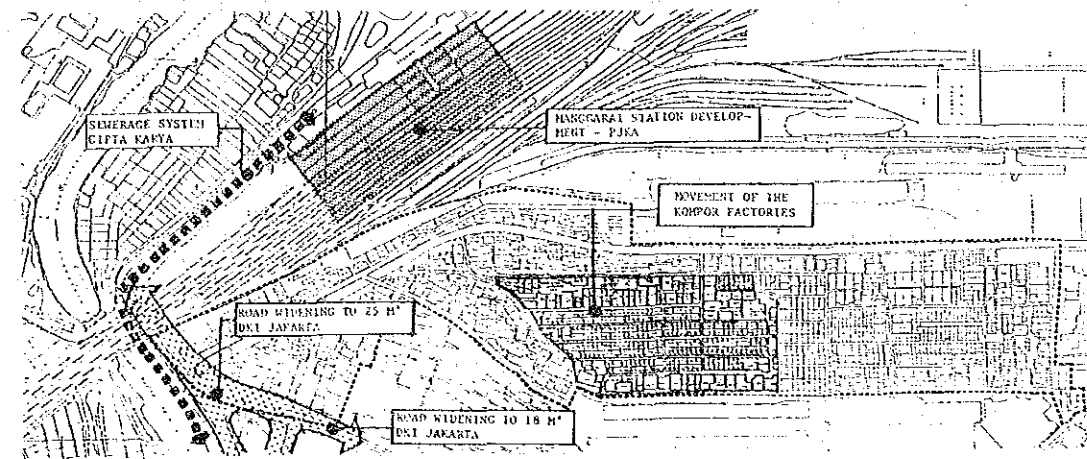 SEWERAGE SYSTEM
CIPTA KARYA
MANGGARAI STATION DEVELOP-
MENT - PJKA
MOVEMENT OF THE
KOMPOR FACTORIES
ROAD WIDENING TO 25 M'
DKI JAKARTA
ROAD WIDENING TO 18 M'
DKI JAKARTA